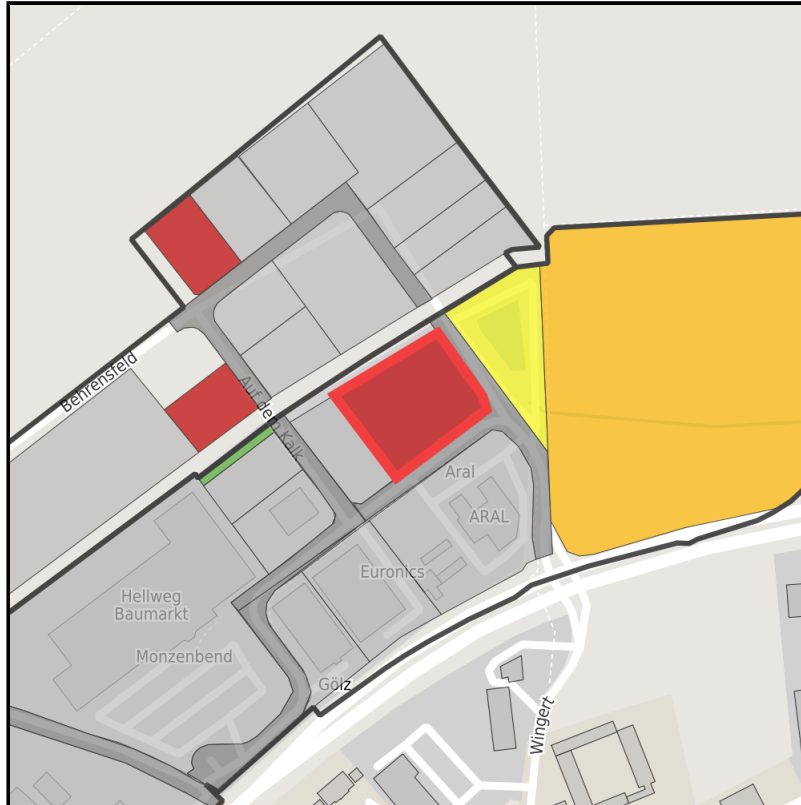 Behrensfeld
Auf dem Kalk
Aral
ARAL
Euronics
Hellweg
Baumarkt
Monzenbend
Gölz
Wingert